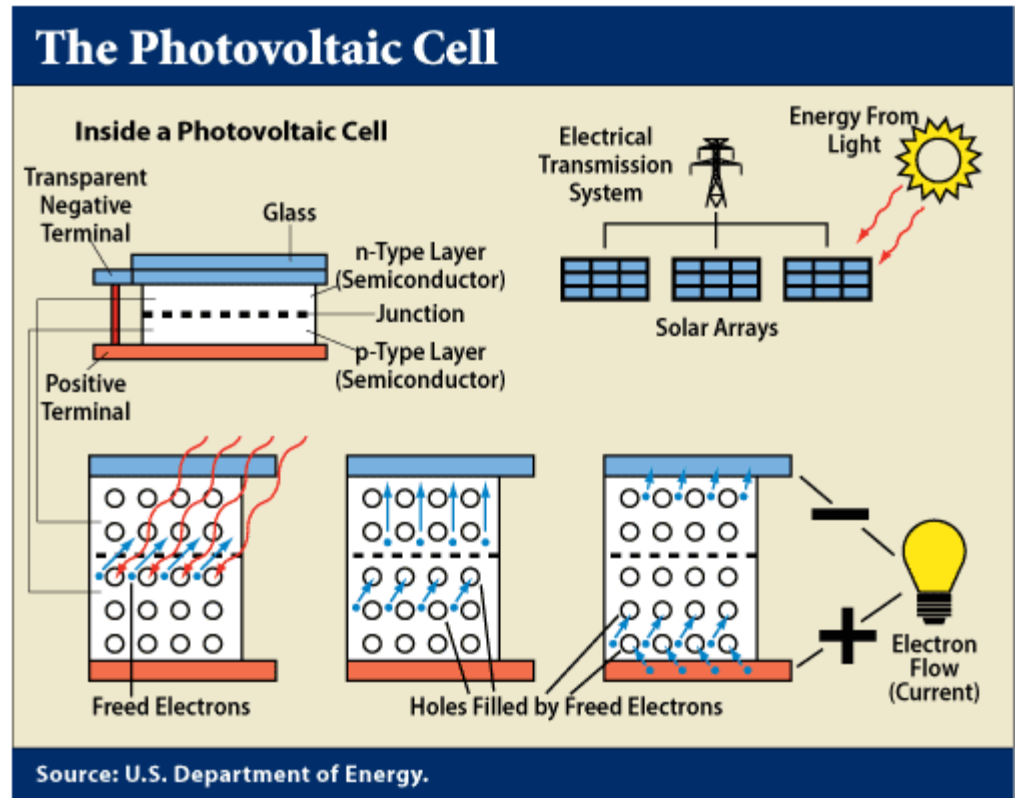 The Photovoltaic Cell
Inside a Photovoltaic Cell
Transparent
Negative
Terminal
Glass
n-Type Layer
(Semiconductor)
Junction
p-Type Layer
(Semiconductor)
Positive
Terminal
Electrical
Transmission
System
Energy From
Light
Solar Arrays
Freed Electrons
Holes Filled by Freed Electrons
−
+
Electron
Flow
(Current)
Source: U.S. Department of Energy.